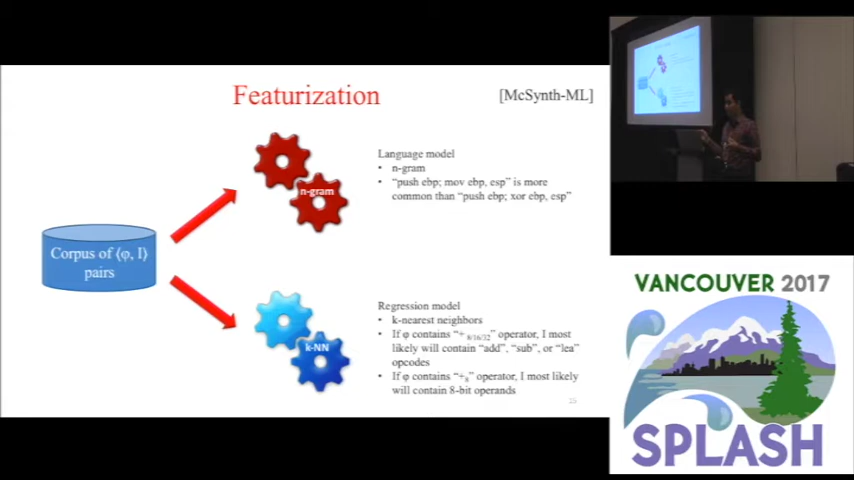 Featurization
[McSynth-ML]
Language model
• n-gram
• "push ebp; mov ebp, esp" is more
common than "push ebp; xor ebp, esp"
n-gram
Corpus of ⟨φ, I⟩
pairs
Regression model
• k-nearest neighbors
• If φ contains "+8/16/32" operator, I most
likely will contain "add", "sub", or "lea"
opcodes
• If φ contains "+8" operator, I most likely
will contain 8-bit operands
k-NN
25
VANCOUVER 2017
SPLASH